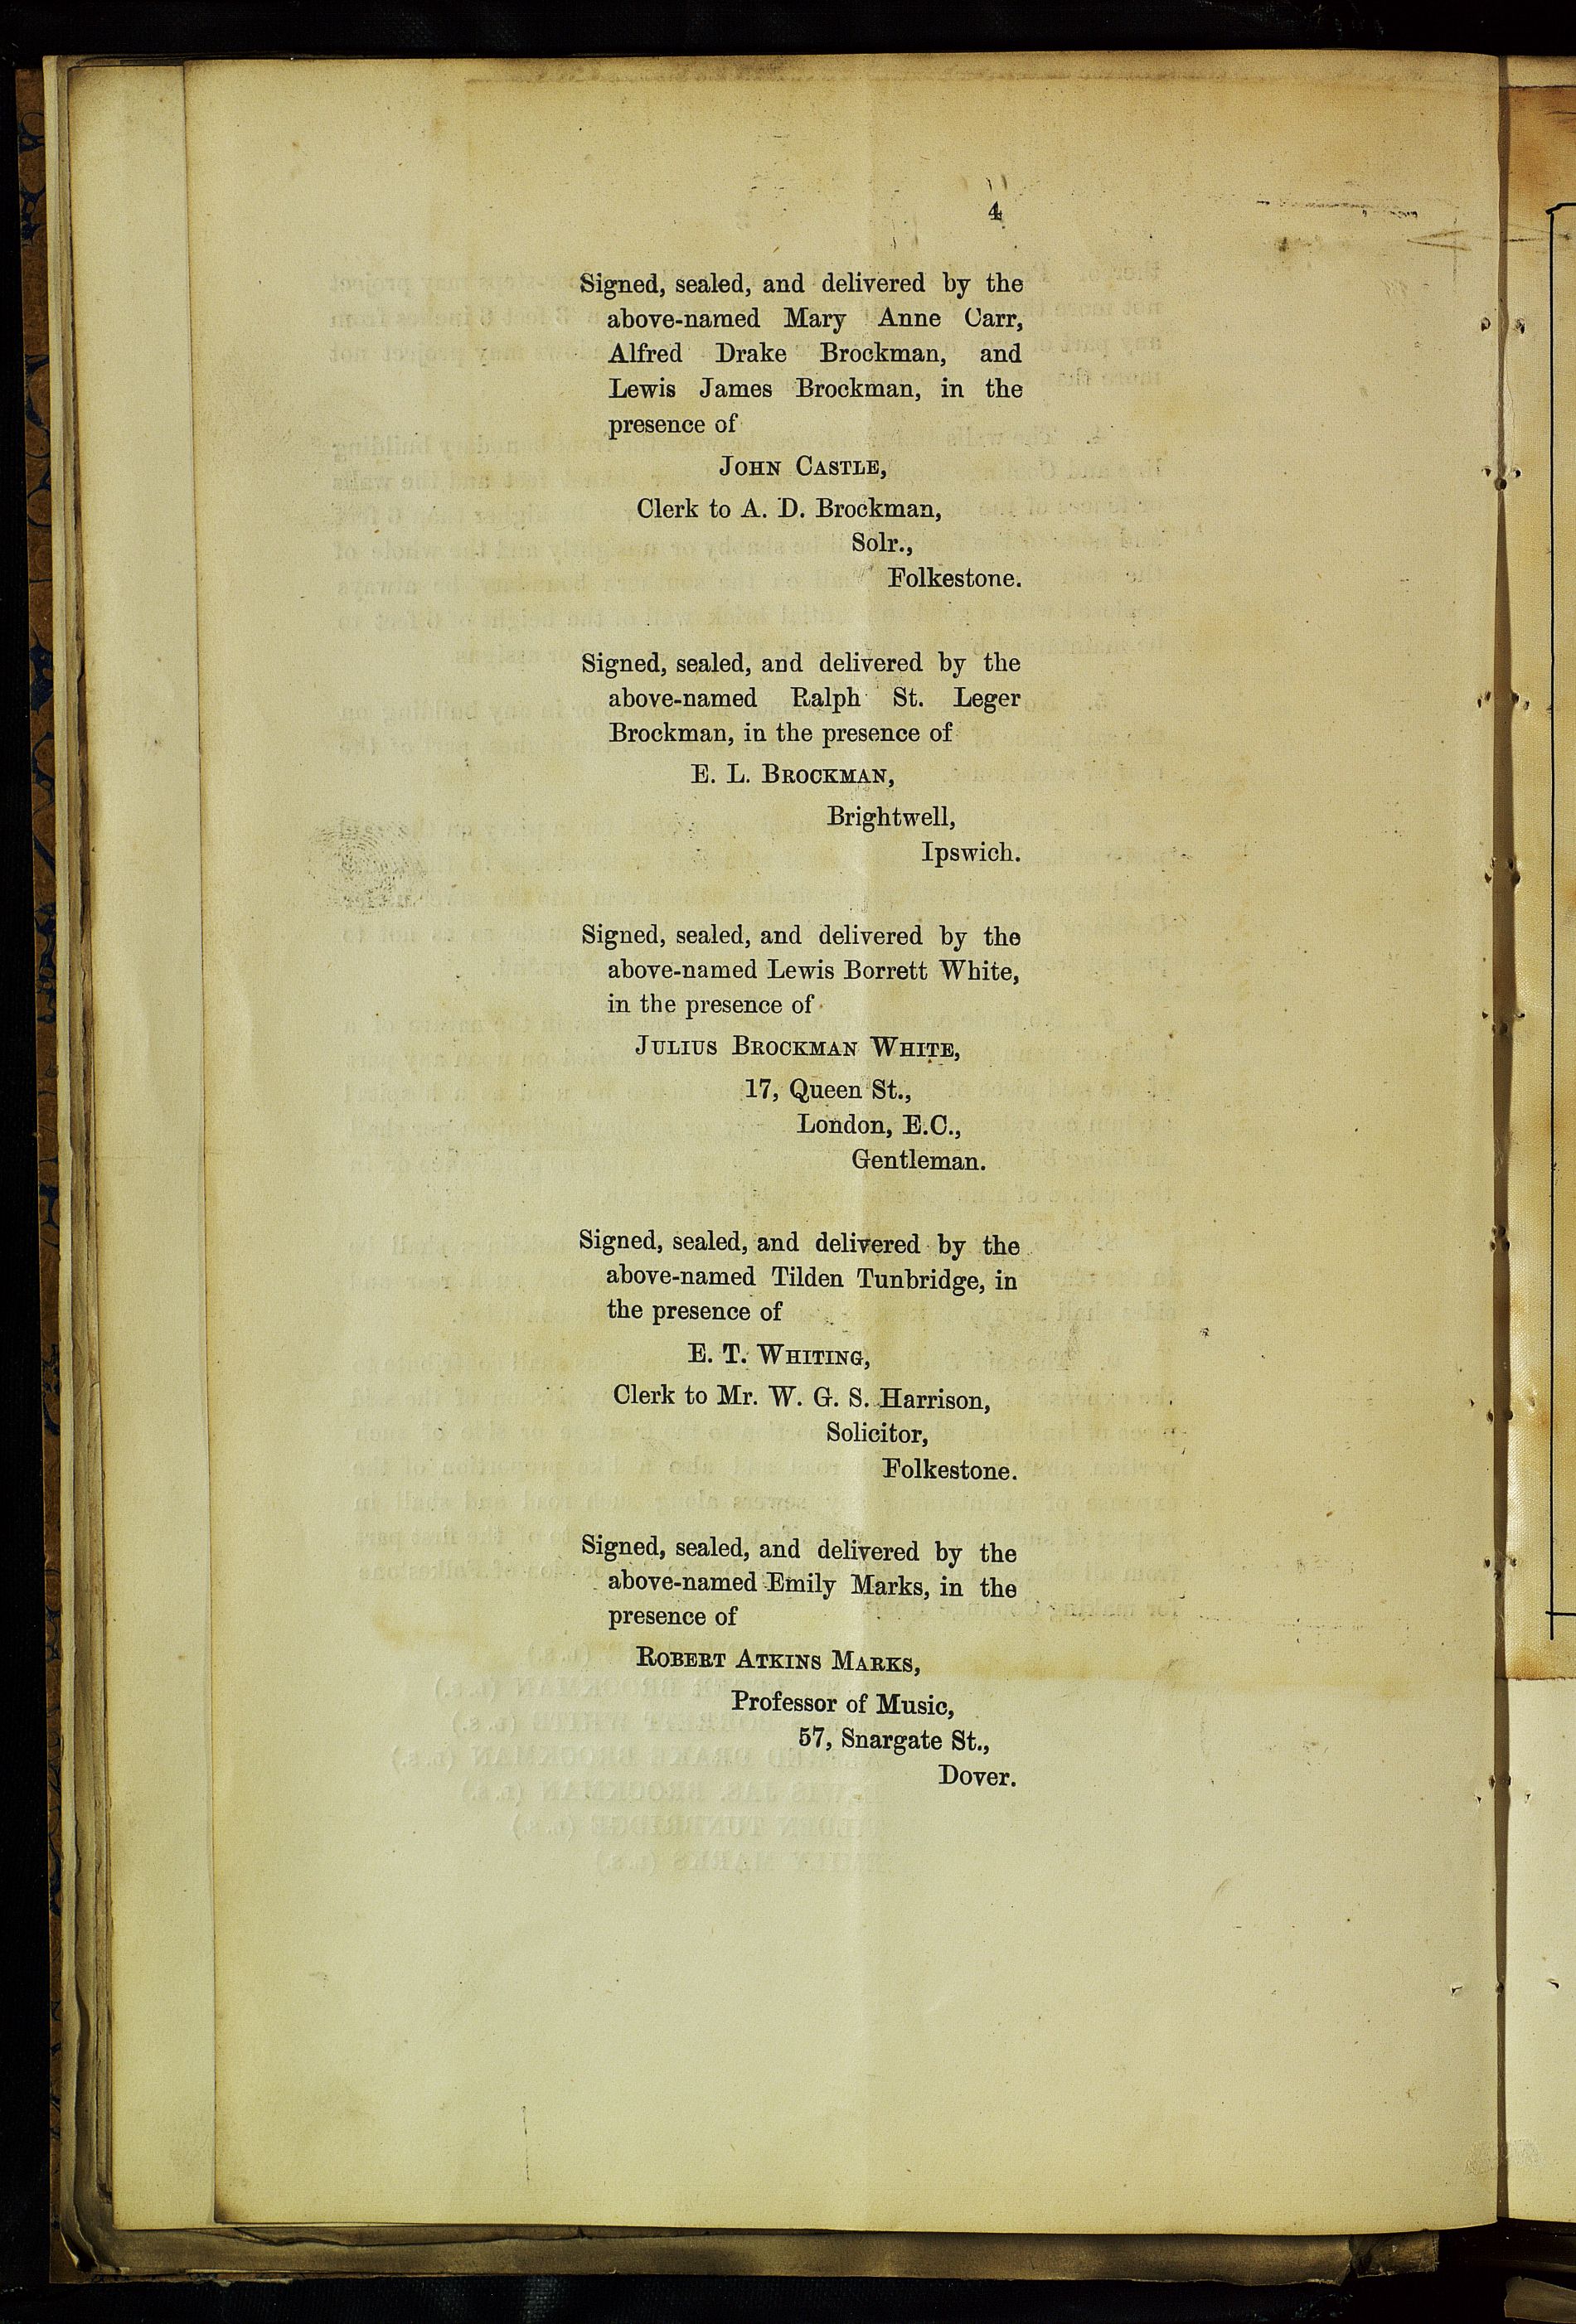 4
Signed, sealed, and delivered by the
above-named Mary Anne Carr,
Alfred Drake Brockman, and
Lewis James Brockman, in the
presence of
JOHN CASTLE,
Clerk to A. D. Brockman,
Solr.,
Folkestone.
Signed, sealed, and delivered by the
above-named Ralph St. Leger
Brockman, in the presence of
E. L. BROCKMAN,
Brightwell,
Ipswich.
Signed, sealed, and delivered by the
above-named Lewis Borrett White,
in the presence of
JULIUS BROCKMAN WHITE,
17, Queen St.,
London, E.C.,
Gentleman.
Signed, sealed, and delivered by the
above-named Tilden Tunbridge, in
the presence of
E. T. WHITING,
Clerk to Mr. W. G. S. Harrison,
Solicitor,
Folkestone.
Signed, sealed, and delivered by the
above-named Emily Marks, in the
presence of
ROBERT ATKINS MARKS,
Professor of Music,
57, Snargate St.,
Dover.